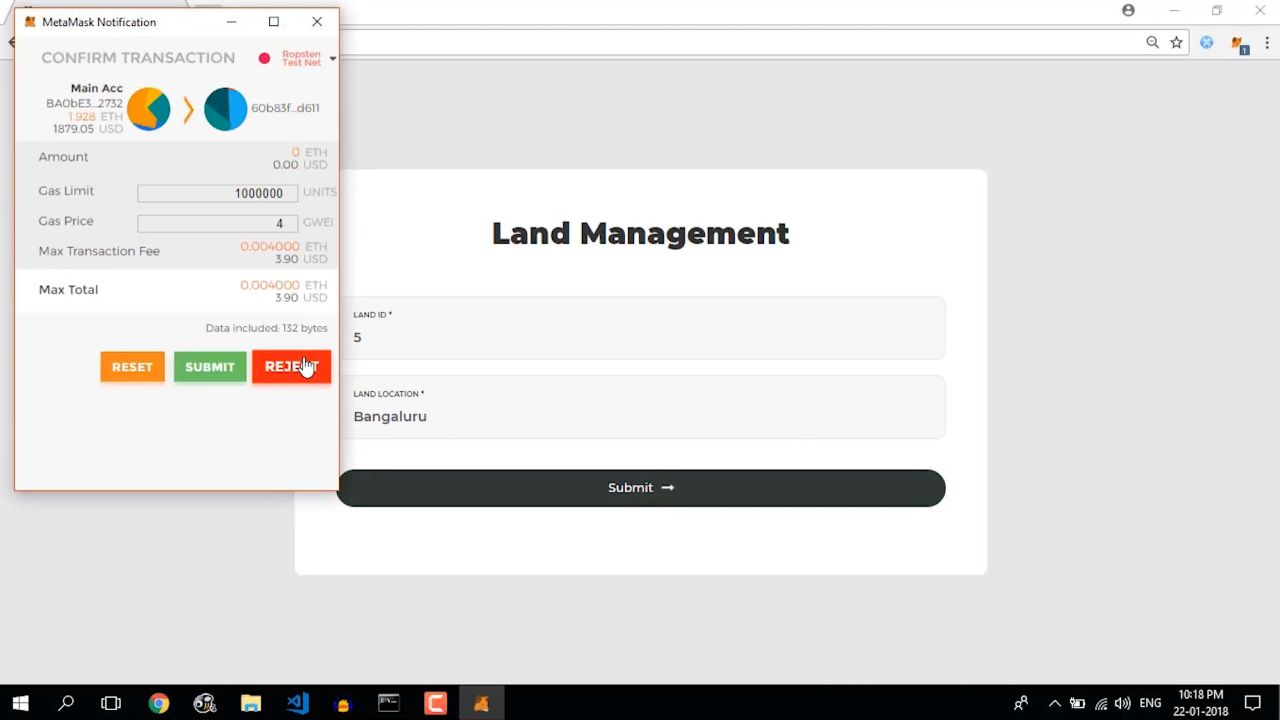 MetaMask Notification
CONFIRM TRANSACTION
Ropsten
Test Net
Main Acc
BA0bE3...2732
1.928 ETH
1879.05 USD
60b83f...d611
Amount
0 ETH
0.00 USD
Gas Limit
1000000 UNITS
Gas Price
4 GWEI
Max Transaction Fee
0.004000 ETH
3.90 USD
Max Total
0.004000 ETH
3.90 USD
Data included: 132 bytes
RESET
SUBMIT
REJECT
1
Land Management
LAND ID *
5
LAND LOCATION *
Bangaluru
Submit
ENG
10:18 PM
22-01-2018